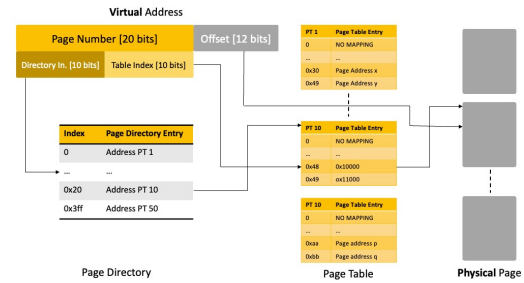 Virtual Address
Page Number [20 bits]
Offset [12 bits]
Directory In. [10 bits]
Table Index [10 bits]
Index Page Directory Entry
0 Address PT 1
... ...
0x20 Address PT 10
0x3ff Address PT 50
Page Directory
PT 1 Page Table Entry
0 NO MAPPING
... ...
0x30 Page Address x
0x49 Page Address y
PT 10 Page Table Entry
0 NO MAPPING
... ...
0x48 0x10000
0x49 ox11000
PT 10 Page Table Entry
0 NO MAPPING
... ...
0xaa Page address p
0xbb Page address q
Page Table
Physical Page